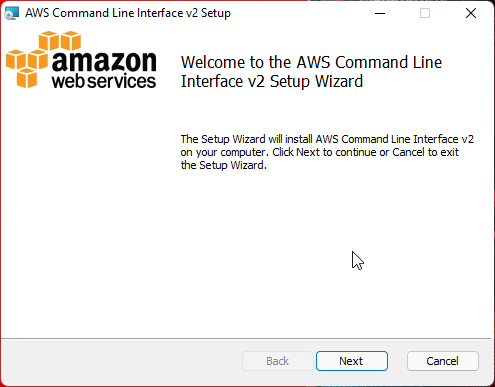 AWS Command Line Interface v2 Setup
amazon
webservices
Welcome to the AWS Command Line
Interface v2 Setup Wizard
The Setup Wizard will install AWS Command Line Interface v2
on your computer. Click Next to continue or Cancel to exit
the Setup Wizard.
Back
Next
Cancel